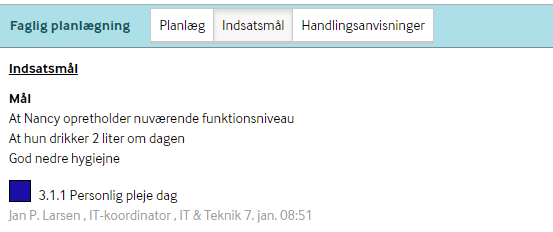 Faglig planlægning Planlæg Indsatsmål Handlingsanvisninger
Indsatsmål
Mål
At Nancy opretholder nuværende funktionsniveau
At hun drikker 2 liter om dagen
God nedre hygiejne
3.1.1 Personlig pleje dag
Jan P. Larsen , IT-koordinator , IT & Teknik 7. jan. 08:51